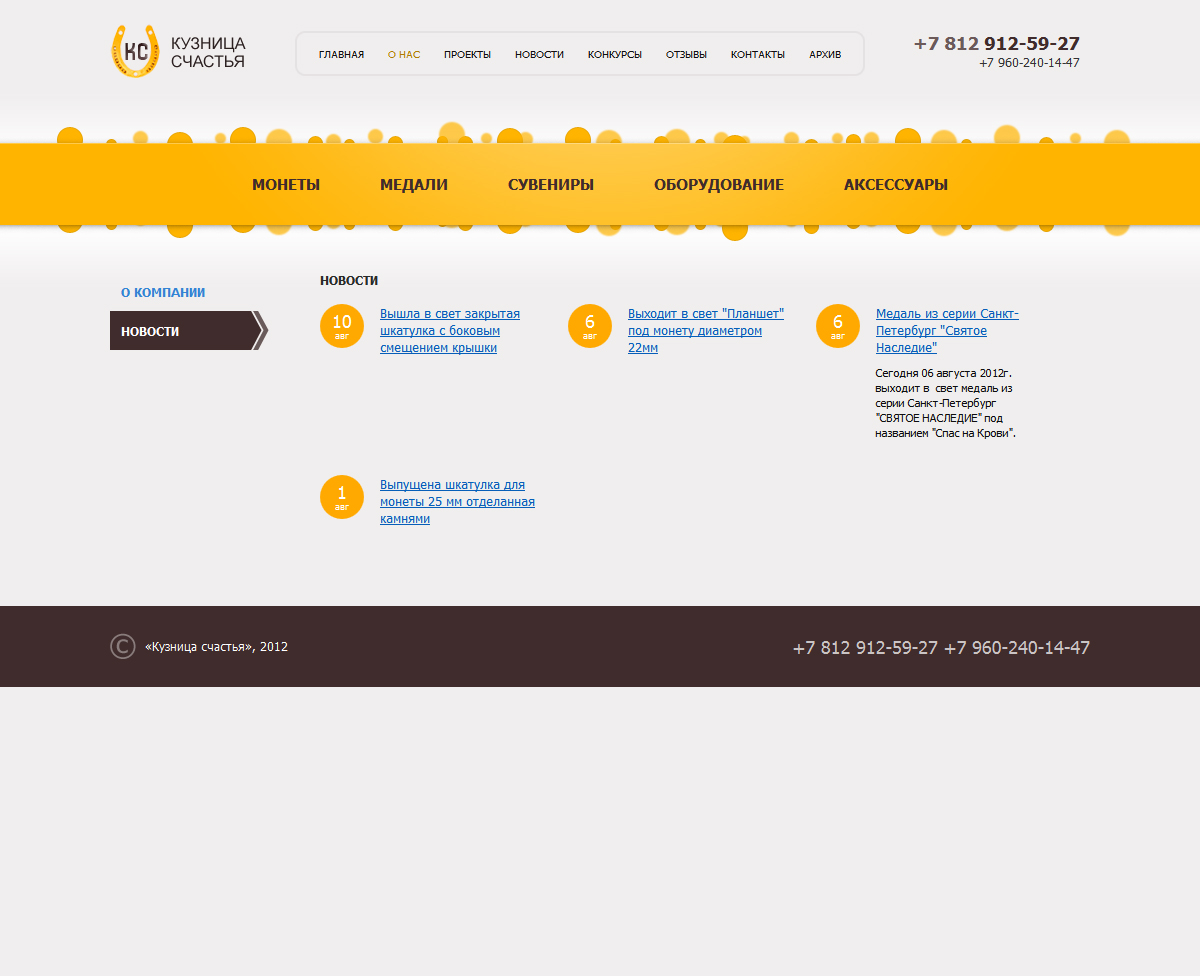 КС
КУЗНИЦА
СЧАСТЬЯ
ГЛАВНАЯ О НАС ПРОЕКТЫ НОВОСТИ КОНКУРСЫ ОТЗЫВЫ КОНТАКТЫ АРХИВ
+7 812 912-59-27
+7 960-240-14-47
МОНЕТЫ МЕДАЛИ СУВЕНИРЫ ОБОРУДОВАНИЕ АКСЕССУАРЫ
О КОМПАНИИ
НОВОСТИ
НОВОСТИ
10
авг
Вышла в свет закрытая
шкатулка с боковым
смещением крышки
6
авг
Выходит в свет "Планшет"
под монету диаметром
22мм
6
авг
Медаль из серии Санкт-
Петербург "Святое
Наследие"
Сегодня 06 августа 2012г.
выходит в свет медаль из
серии Санкт-Петербург
"СВЯТОЕ НАСЛЕДИЕ" под
названием "Спас на Крови".
1
авг
Выпущена шкатулка для
монеты 25 мм отделанная
камнями
© «Кузница счастья», 2012
+7 812 912-59-27 +7 960-240-14-47